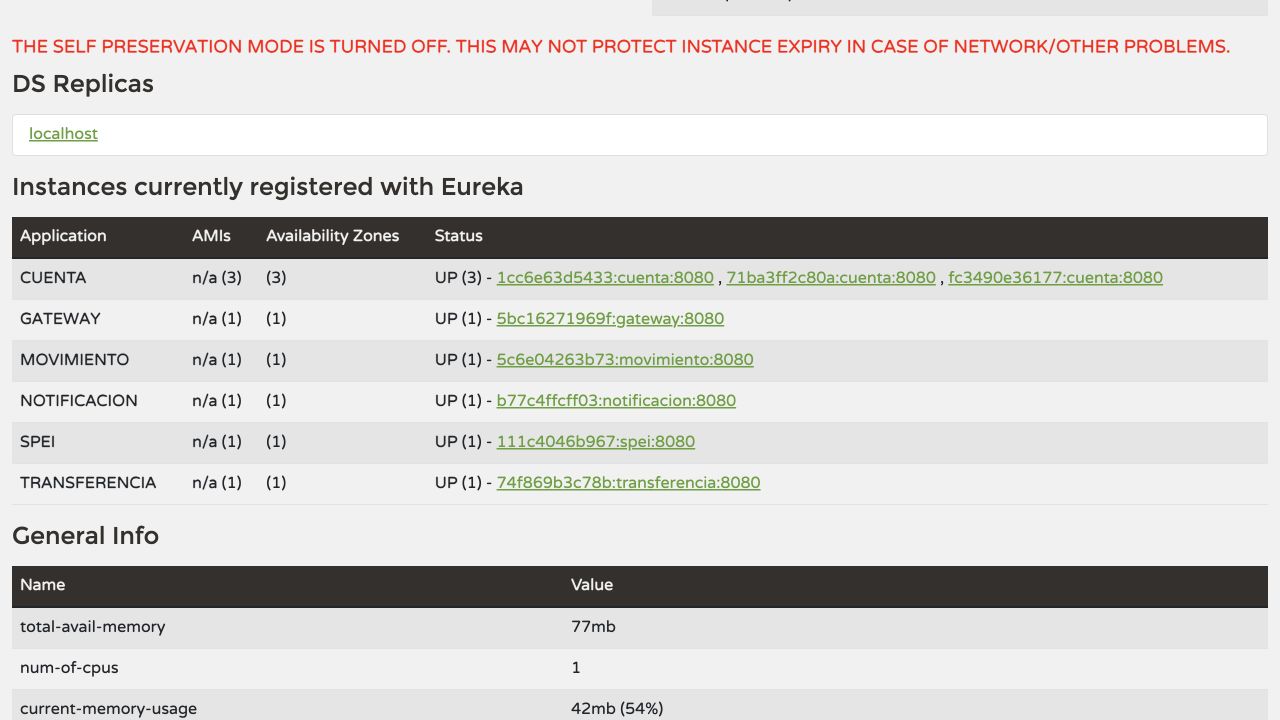 THE SELF PRESERVATION MODE IS TURNED OFF. THIS MAY NOT PROTECT INSTANCE EXPIRY IN CASE OF NETWORK/OTHER PROBLEMS.
DS Replicas
localhost
Instances currently registered with Eureka
Application AMIs Availability Zones Status
CUENTA n/a (3) (3) UP (3) - 1cc6e63d5433:cuenta:8080 , 71ba3ff2c80a:cuenta:8080 , fc3490e36177:cuenta:8080
GATEWAY n/a (1) (1) UP (1) - 5bc16271969f:gateway:8080
MOVIMIENTO n/a (1) (1) UP (1) - 5c6e04263b73:movimiento:8080
NOTIFICACION n/a (1) (1) UP (1) - b77c4ffcff03:notificacion:8080
SPEI n/a (1) (1) UP (1) - 111c4046b967:spei:8080
TRANSFERENCIA n/a (1) (1) UP (1) - 74f869b3c78b:transferencia:8080
General Info
Name Value
total-avail-memory 77mb
num-of-cpus 1
current-memory-usage 42mb (54%)